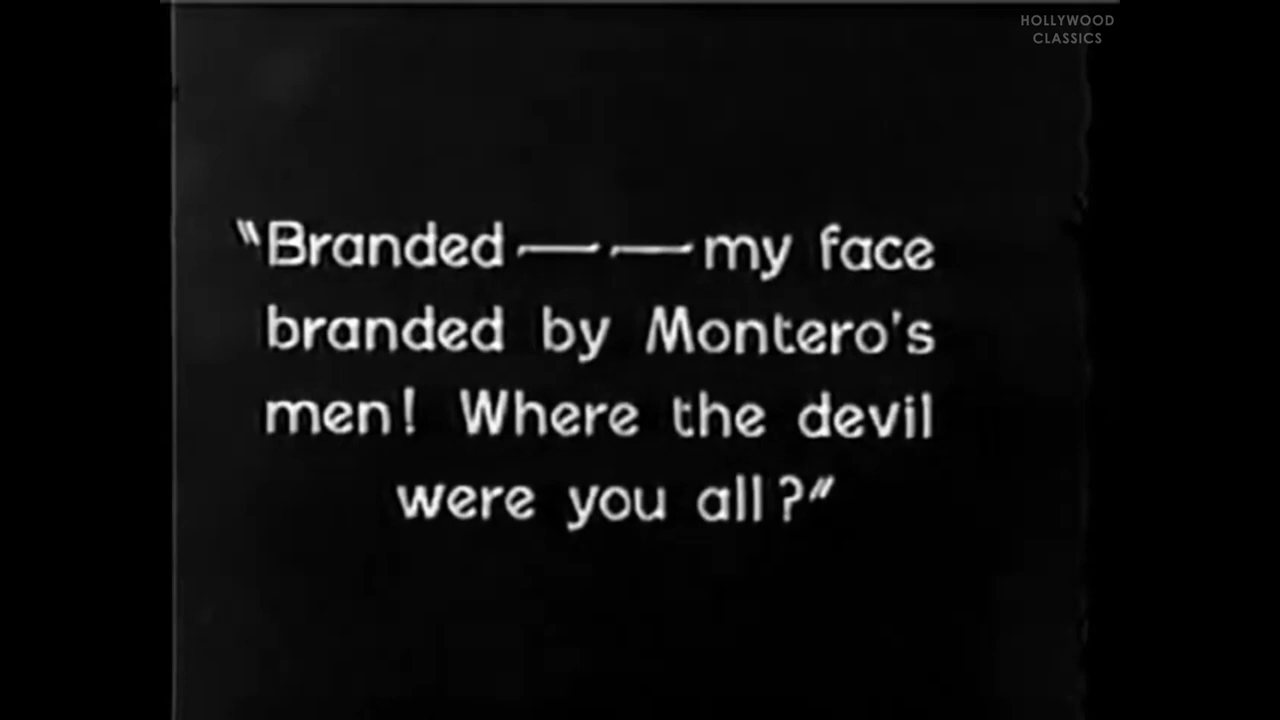 HOLLYWOOD
CLASSICS
"Branded — — my face
branded by Montero's
men! Where the devil
were you all?"